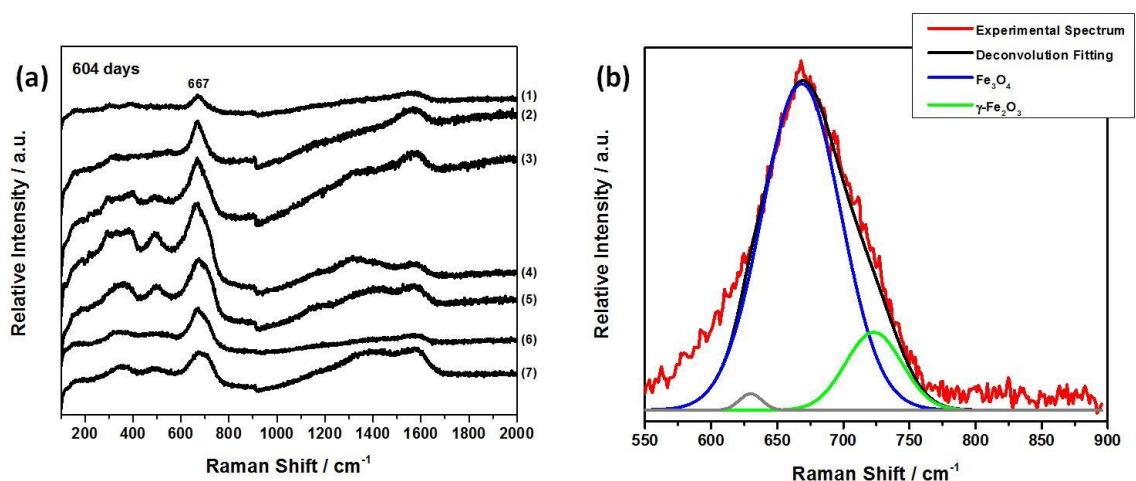 (a)
604 days
667
(1)
(2)
(3)
(4)
(5)
(6)
(7)
Relative Intensity / a.u.
200 400 600 800 1000 1200 1400 1600 1800 2000
Raman Shift / cm⁻¹
(b)
Experimental Spectrum
Deconvolution Fitting
Fe₃O₄
γ-Fe₂O₃
Relative Intensity / a.u.
550 600 650 700 750 800 850 900
Raman Shift / cm⁻¹